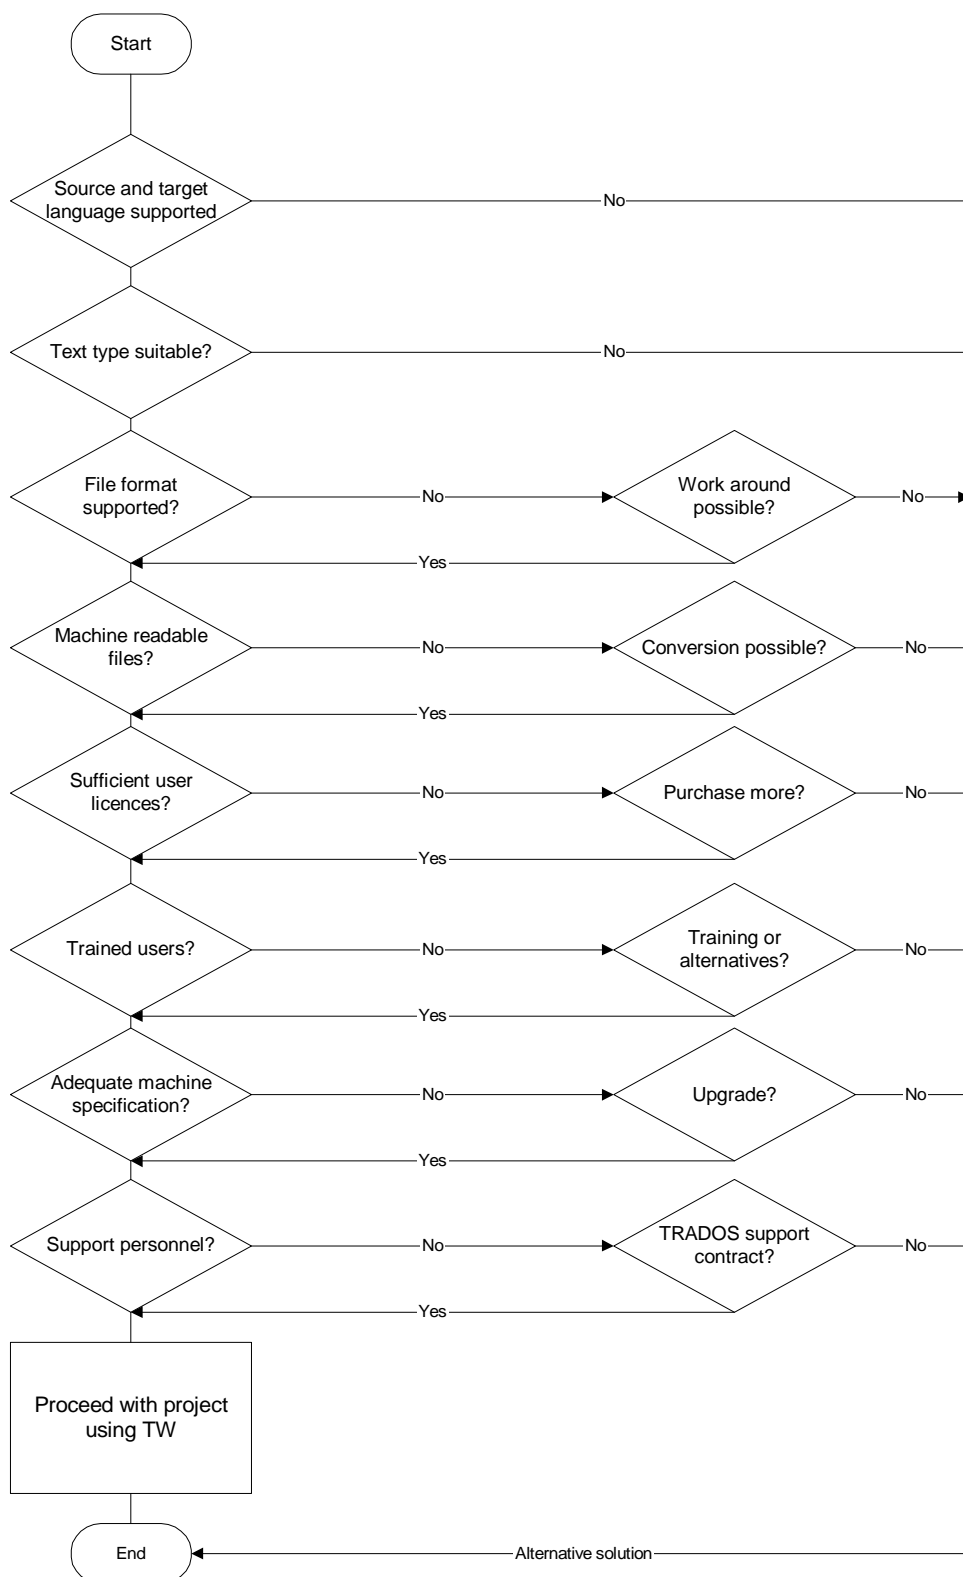 Start
Source and target
language supported
No
Text type suitable?
No
File format
supported?
No
Work around
possible?
No
Yes
Machine readable
files?
No
Conversion possible?
No
Yes
Sufficient user
licences?
No
Purchase more?
No
Yes
Trained users?
No
Training or
alternatives?
No
Yes
Adequate machine
specification?
No
Upgrade?
No
Yes
Support personnel?
No
TRADOS support
contract?
No
Yes
Proceed with project
using TW
End
Alternative solution